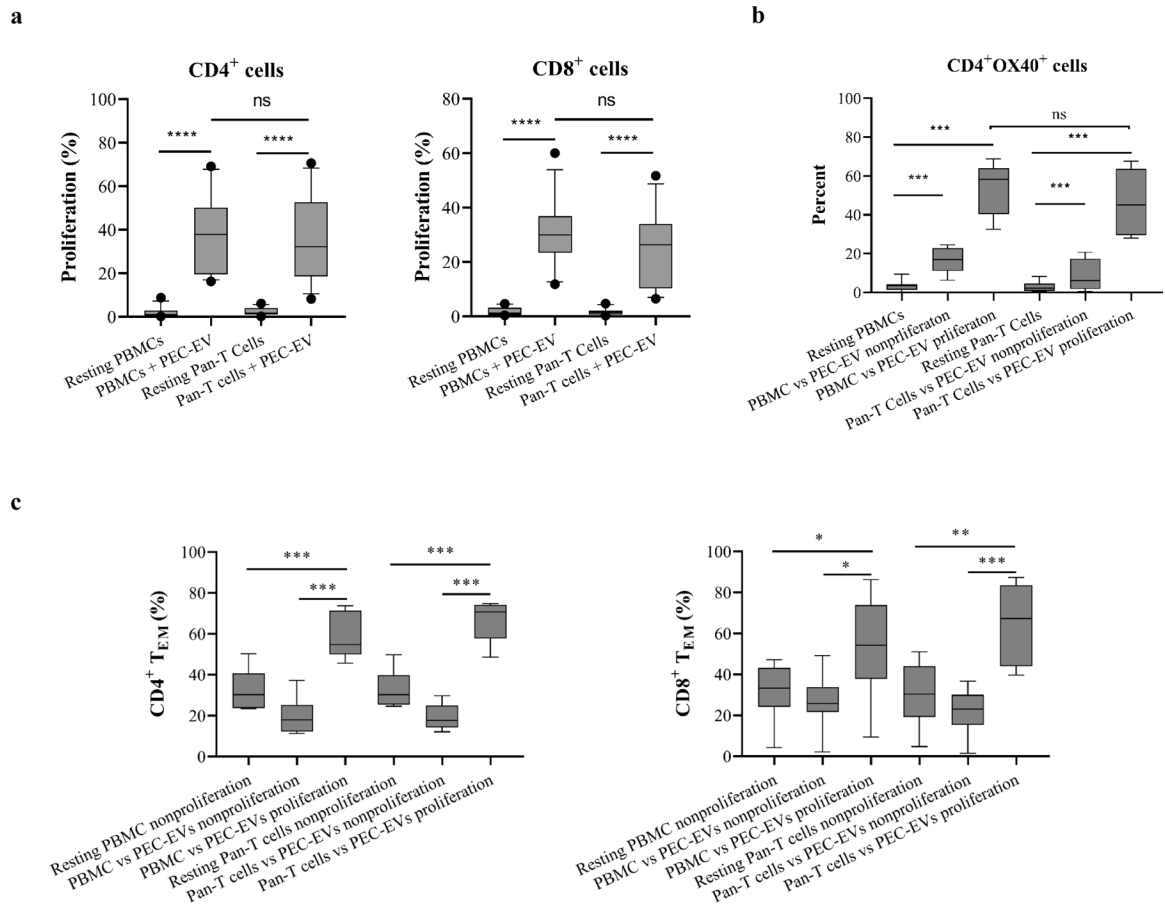 a
CD4+ cells
Proliferation (%)
100
80
60
40
20
0
****
****
ns
Resting PBMCs
PBMCs + PEC-EV
Resting Pan-T Cells
Pan-T cells + PEC-EV
CD8+ cells
Proliferation (%)
80
60
40
20
0
****
****
ns
Resting PBMCs
PBMCs + PEC-EV
Resting Pan-T Cells
Pan-T cells + PEC-EV
b
CD4+OX40+ cells
Percent
100
80
60
40
20
0
***
***
ns
***
***
Resting PBMCs
PBMC vs PEC-EV nonproliferaton
PBMC vs PEC-EV priliferaton
Resting Pan-T Cells
Pan-T Cells vs PEC-EV nonproliferation
Pan-T Cells vs PEC-EV proliferation
c
CD4+ TEM (%)
100
80
60
40
20
0
***
***
***
***
Resting PBMC nonproliferation
PBMC vs PEC-EVs nonproliferation
PBMC vs PEC-EVs proliferation
Resting Pan-T cells nonproliferation
Pan-T cells vs PEC-EVs nonproliferation
Pan-T cells vs PEC-EVs proliferation
CD8+ TEM (%)
100
80
60
40
20
0
*
*
**
***
Resting PBMC nonproliferation
PBMC vs PEC-EVs nonproliferation
PBMC vs PEC-EVs proliferation
Resting Pan-T cells nonproliferation
Pan-T cells vs PEC-EVs nonproliferation
Pan-T cells vs PEC-EVs proliferation